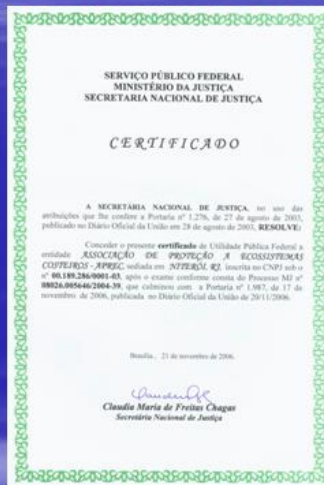 SERVIÇO PÚBLICO FEDERAL
MINISTÉRIO DA JUSTIÇA
SECRETARIA NACIONAL DE JUSTIÇA
CERTIFICADO
A SECRETÁRIA NACIONAL DE JUSTIÇA, no uso das
atribuições que lhe confere a Portaria nº 1.276, de 27 de agosto de 2003,
publicado no Diário Oficial da União em 28 de agosto de 2003, RESOLVE:
Conceder o presente certificado de Utilidade Pública Federal a
entidade ASSOCIAÇÃO DE PROTEÇÃO A ECOSSISTEMAS
COSTEIROS - APREC, sediada em NITERÓI, RJ, inscrita no CNPJ sob o
nº 00.189.286/0001-03, após o exame conforme consta do Processo MJ nº
08026.005646/2004-39, que culminou com a Portaria nº 1.987, de 17 de
novembro de 2006, publicada no Diário Oficial da União de 20/11/2006.
Brasília, 21 de novembro de 2006.
Claudia Maria de Freitas Chagas
Secretária Nacional de Justiça